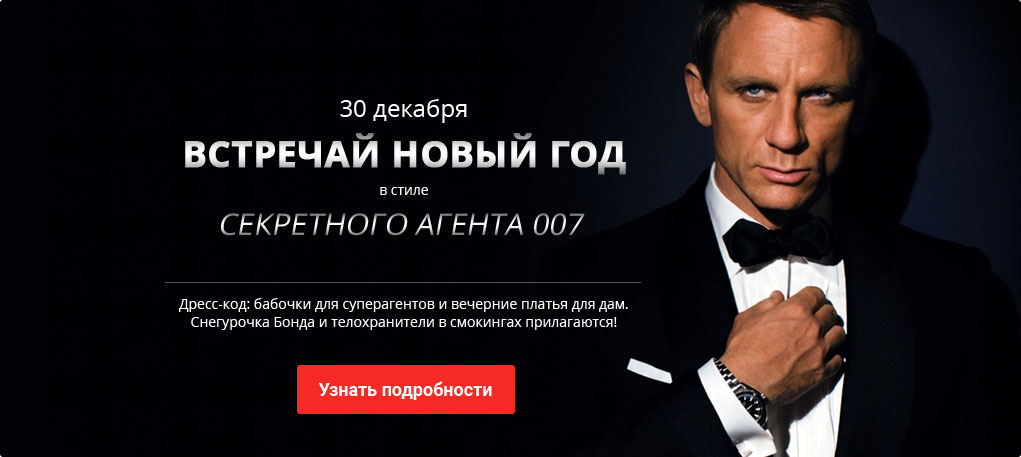 30 декабря
ВСТРЕЧАЙ НОВЫЙ ГОД
в стиле
СЕКРЕТНОГО АГЕНТА 007
Дресс-код: бабочки для суперагентов и вечерние платья для дам.
Снегурочка Бонда и телохранители в смокингах прилагаются!
Узнать подробности